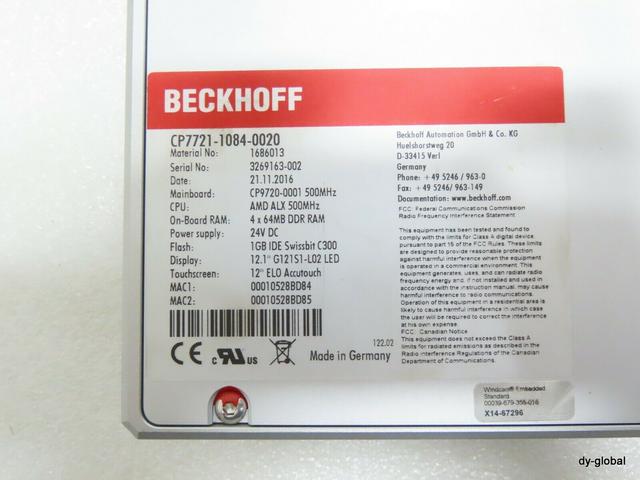 BECKHOFF
CP7721-1084-0020
Material No: 1686013
Serial No: 3269163-002
Date: 21.11.2016
Mainboard: CP9720-0001 500MHz
CPU: AMD ALX 500MHz
On-Board RAM: 4 x 64MB DDR RAM
Power supply: 24V DC
Flash: 1GB IDE Swissbit C300
Display: 12.1" G121S1-L02 LED
Touchscreen: 12" ELO Accutouch
MAC1: 00010528BD84
MAC2: 00010528BD85
122.02
CE c UL us Made in Germany
Beckhoff Automation GmbH & Co. KG
Huelshorstweg 20
D-33415 Verl
Germany
Phone: + 49 5246/ 963-0
Fax: + 49 5246/ 963-149
Documentation: www.beckhoff.com
FCC: Federal Communications Commission
Radio Frequency Interference Statement
This equipment has been tested and found to
comply with the limits for Class A digital device,
pursuant to part 15 of the FCC Rules. These limits
are designed to provide reasonable protection
against harmful interference when the equipment
is operated in a commercial environment. This
equipment generates, uses, and can radiate radio
frequency energy and, if not installed and used in
accordance with the instruction manual, may cause
harmful interference to radio communications.
Operation of this equipment in a residential area is
likely to cause harmful interference in which case
the user will be required to correct the interference
at his own expense.
FCC: Canadian Notice
This equipment does not exceed the Class A
limits for radiated emissions as described in the
Radio Interference Regulations of the Canadian
Department of Communications.
Windows® Embedded
Standard
00039-679-355-016
X14-67296
dy-global